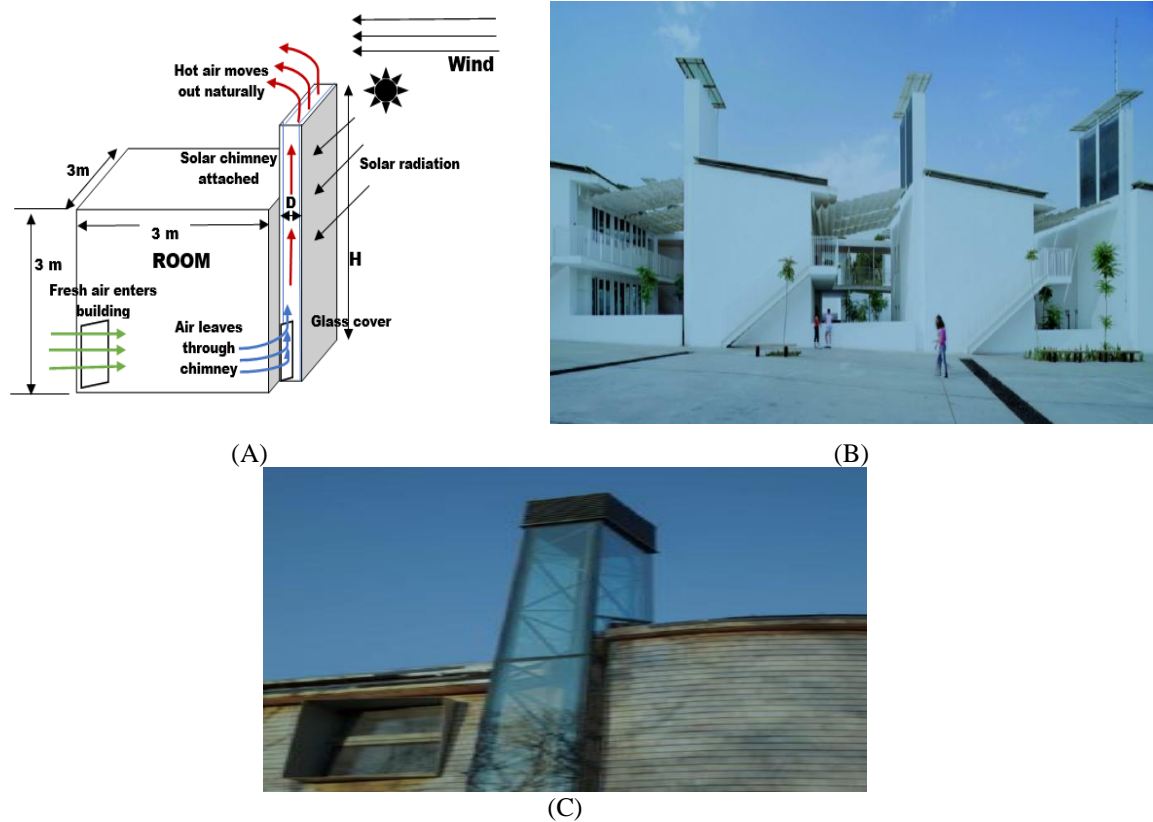 Wind
Hot air moves
out naturally
3m
Solar chimney
attached
Solar radiation
D
3 m
3 m
ROOM
H
Fresh air enters
building
Air leaves
through
chimney
Glass cover
(A)
(B)
(C)